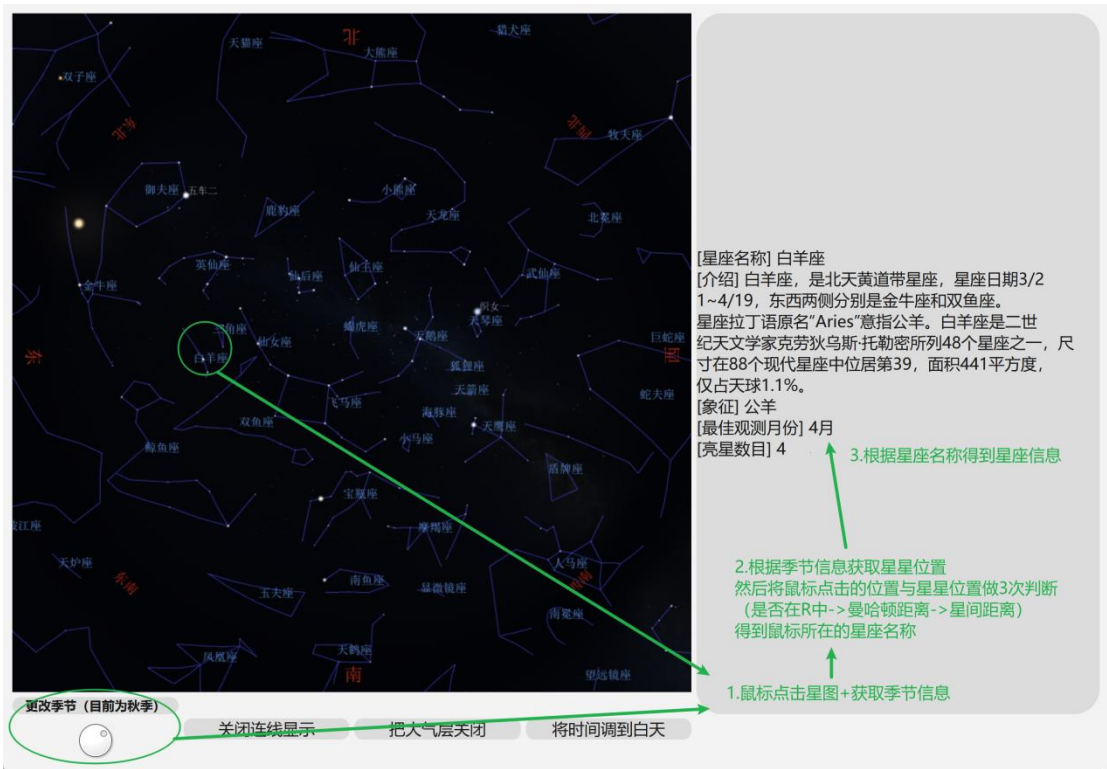 猎犬座
北
天猫座
大熊座
双子座
东北
西北
牧夫座
御夫座
五车二
小熊座
鹿豹座
天龙座
北冕座
英仙座
仙后座
仙王座
武仙座
金牛座
织女一
天琴座
三角座
蝎虎座
天鹅座
巨蛇座
仙女座
东
白羊座
西
狐狸座
天箭座
蛇夫座
飞马座
海豚座
双鱼座
天鹰座
小马座
鲸鱼座
盾牌座
宝瓶座
波江座
摩羯座
天炉座
人马座
东南
南鱼座
西南
玉夫座
显微镜座
南冕座
天鹤座
凤凰座
南
望远镜座
[星座名称] 白羊座
[介绍] 白羊座，是北天黄道带星座，星座日期3/2
1~4/19，东西两侧分别是金牛座和双鱼座。
星座拉丁语原名"Aries"意指公羊。白羊座是二世
纪天文学家克劳狄乌斯·托勒密所列48个星座之一，尺
寸在88个现代星座中位居第39，面积441平方度，
仅占天球1.1%。
[象征] 公羊
[最佳观测月份] 4月
[亮星数目] 4
3.根据星座名称得到星座信息
2.根据季节信息获取星星位置
然后将鼠标点击的位置与星星位置做3次判断
（是否在R中->曼哈顿距离->星间距离）
得到鼠标所在的星座名称
1.鼠标点击星图+获取季节信息
更改季节（目前为秋季）
关闭连线显示
把大气层关闭
将时间调到白天